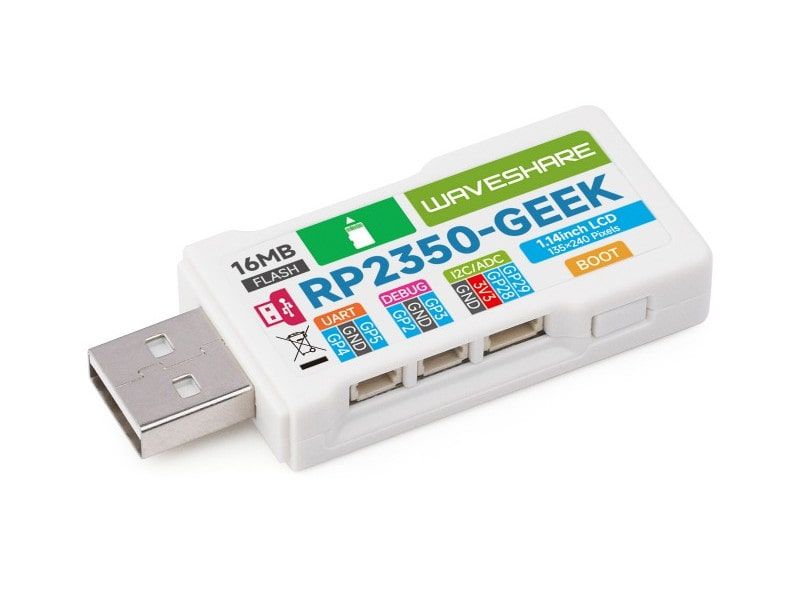 WAVESHARE
16MB
FLASH
RP2350-GEEK
1.14inch LCD
135×240 Pixels
BOOT
UART
GP4
GND
GP5
DEBUG
GP2
GND
GP3
I2C/ADC
GND
3V3
GP28
GP29